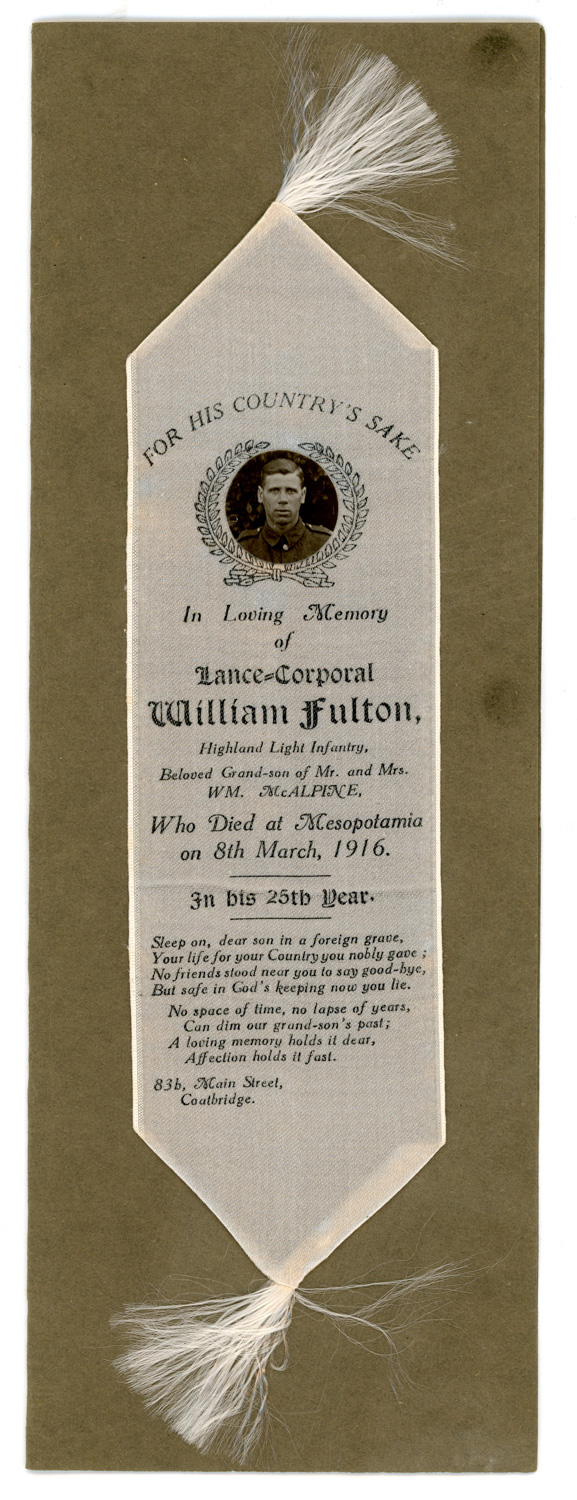 FOR HIS COUNTRY'S SAKE
In Loving Memory
of
Lance-Corporal
William Fulton,
Highland Light Infantry,
Beloved Grand-son of Mr. and Mrs.
WM. McALPINE,
Who Died at Mesopotamia
on 8th March, 1916.
In his 25th Year.
Sleep on, dear son in a foreign grave,
Your life for your Country you nobly gave ;
No friends stood near you to say good-bye,
But safe in God's keeping now you lie.
No space of time, no lapse of years,
Can dim our grand-son's past;
A loving memory holds it dear,
Affection holds it fast.
83b, Main Street,
Coatbridge.